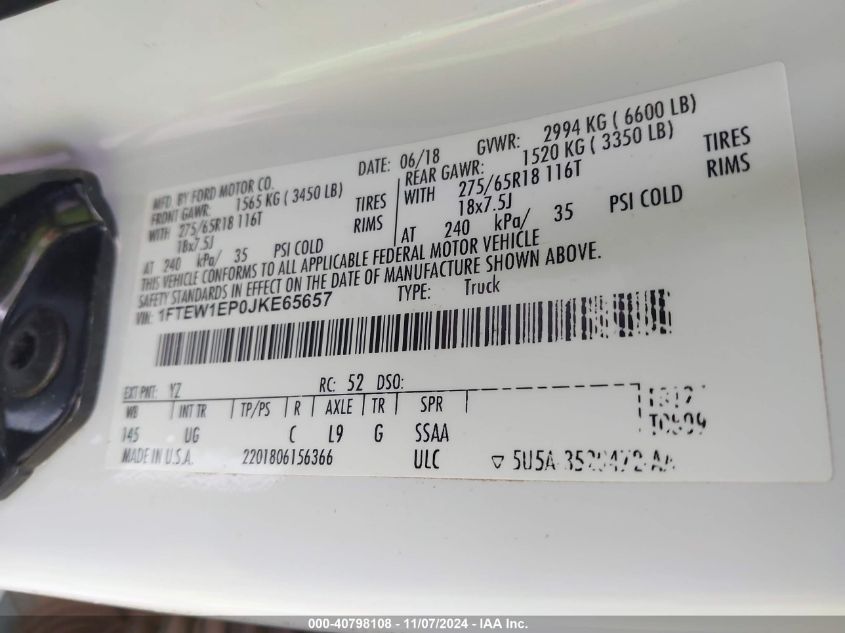 MFD. BY FORD MOTOR CO. DATE: 06/18 GVWR: 2994 KG ( 6600 LB)
FRONT GAWR: 1565 KG ( 3450 LB) REAR GAWR: 1520 KG ( 3350 LB)
WITH 275/65R18 116T TIRES WITH 275/65R18 116T TIRES
18x7.5J RIMS 18x7.5J RIMS
AT 240 kPa/ 35 PSI COLD AT 240 kPa/ 35 PSI COLD
THIS VEHICLE CONFORMS TO ALL APPLICABLE FEDERAL MOTOR VEHICLE
SAFETY STANDARDS IN EFFECT ON THE DATE OF MANUFACTURE SHOWN ABOVE.
VIN: 1FTEW1EP0JKE65657 TYPE: Truck
EXT PNT: YZ RC: 52 DSO:
WB INT TR TP/PS R AXLE TR SPR
145 UG C L9 G SSAA
MADE IN U.S.A. 2201806156366 ULC
000-40798108 - 11/07/2024 - IAA Inc.